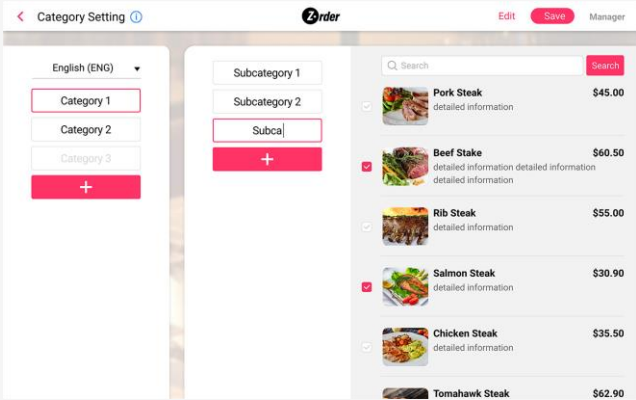 Category Setting
Zorder
Edit
Save
Manager
English (ENG)
Category 1
Category 2
Category 3
Subcategory 1
Subcategory 2
Subca
Search
Search
Pork Steak $45.00
detailed information
Beef Stake $60.50
detailed information detailed information
detailed information
Rib Steak $55.00
detailed information
Salmon Steak $30.90
detailed information
Chicken Steak $35.50
detailed information
Tomahawk Steak $62.90